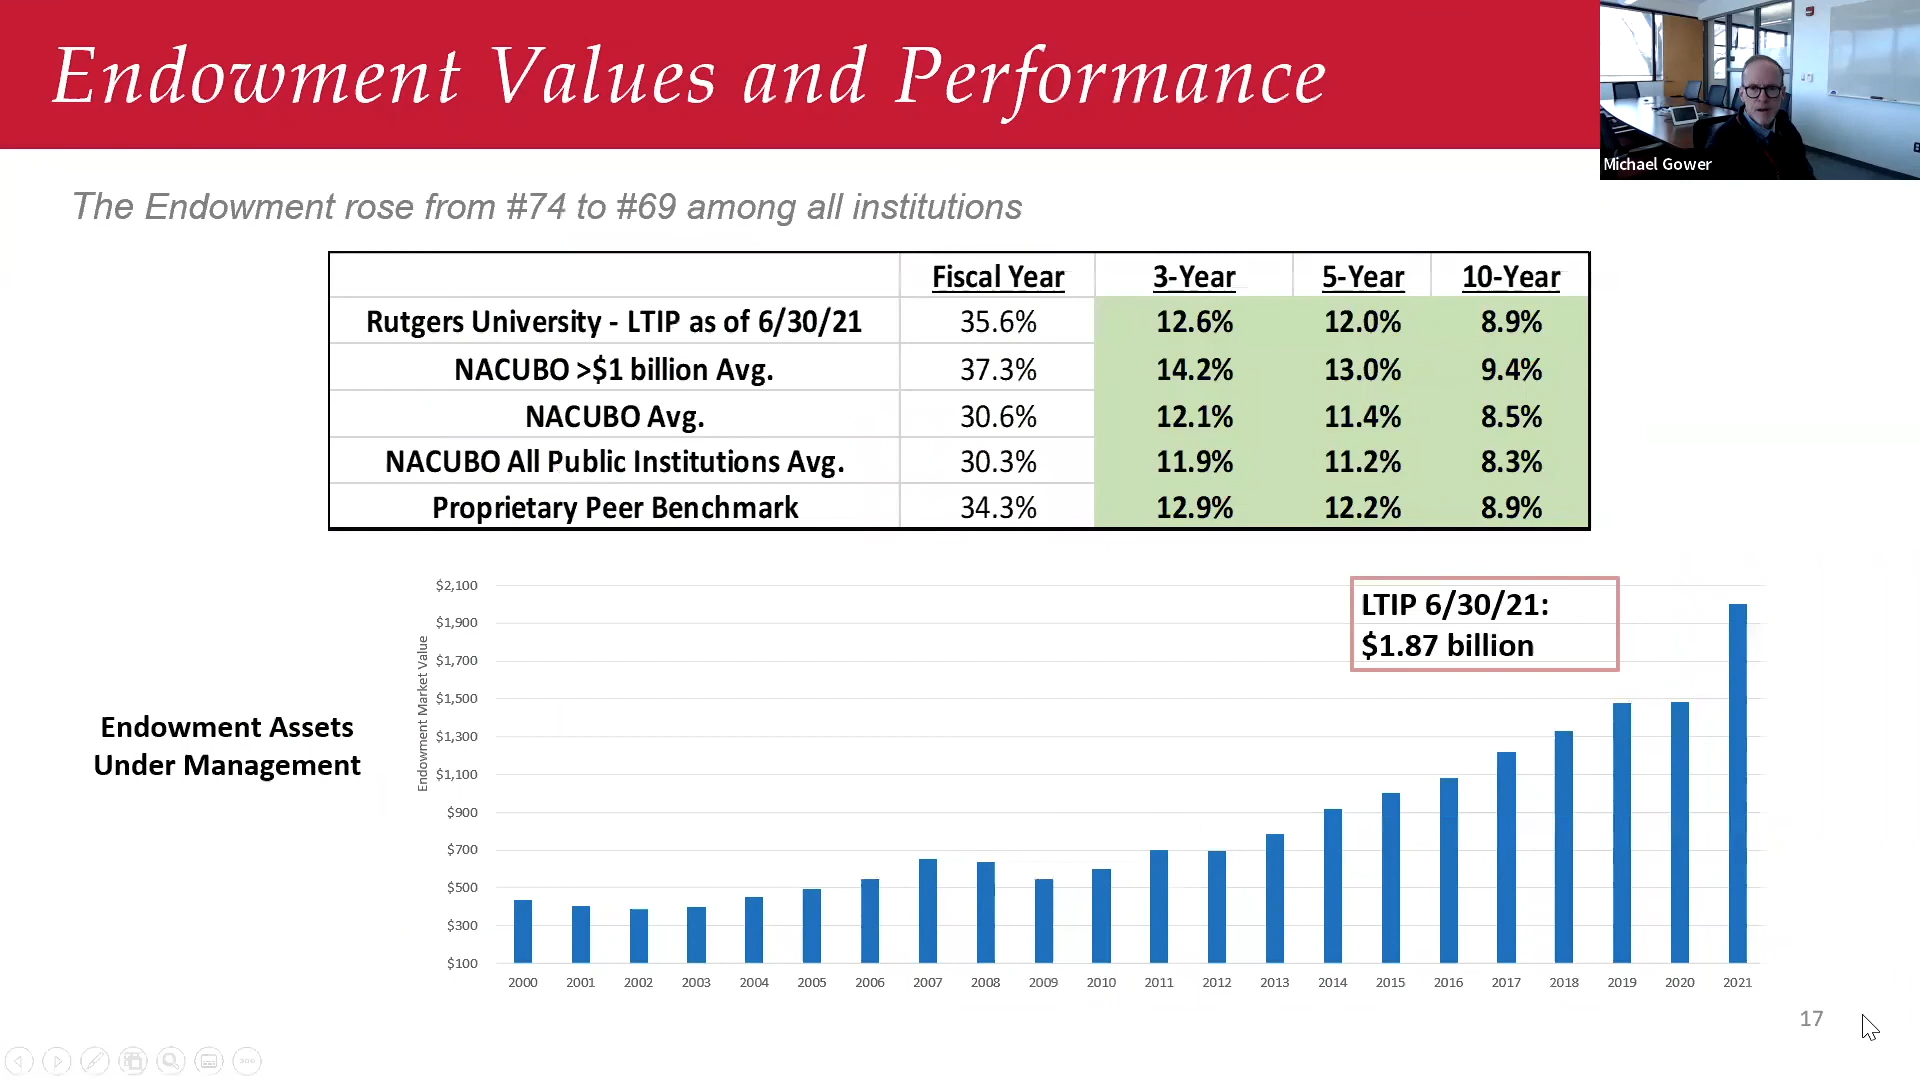 Endowment Values and Performance
Michael Gower
The Endowment rose from #74 to #69 among all institutions
Fiscal Year 3-Year 5-Year 10-Year
Rutgers University - LTIP as of 6/30/21 35.6% 12.6% 12.0% 8.9%
NACUBO >$1 billion Avg. 37.3% 14.2% 13.0% 9.4%
NACUBO Avg. 30.6% 12.1% 11.4% 8.5%
NACUBO All Public Institutions Avg. 30.3% 11.9% 11.2% 8.3%
Proprietary Peer Benchmark 34.3% 12.9% 12.2% 8.9%
Endowment Assets
Under Management
Endowment Market Value
$2,100
$1,900
$1,700
$1,500
$1,300
$1,100
$900
$700
$500
$300
$100
LTIP 6/30/21:
$1.87 billion
2000 2001 2002 2003 2004 2005 2006 2007 2008 2009 2010 2011 2012 2013 2014 2015 2016 2017 2018 2019 2020 2021
17